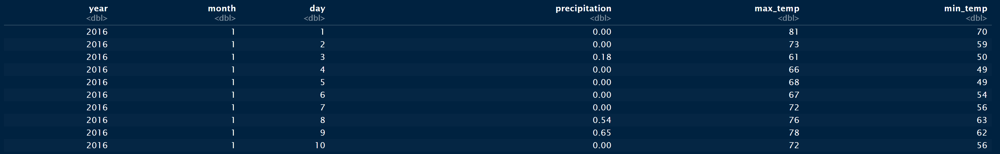 year month day precipitation max_temp min_temp
<dbl> <dbl> <dbl> <dbl> <dbl> <dbl>
2016 1 1 0.00 81 70
2016 1 2 0.00 73 59
2016 1 3 0.18 61 50
2016 1 4 0.00 66 49
2016 1 5 0.00 68 49
2016 1 6 0.00 67 54
2016 1 7 0.00 72 56
2016 1 8 0.54 76 63
2016 1 9 0.65 78 62
2016 1 10 0.00 72 56